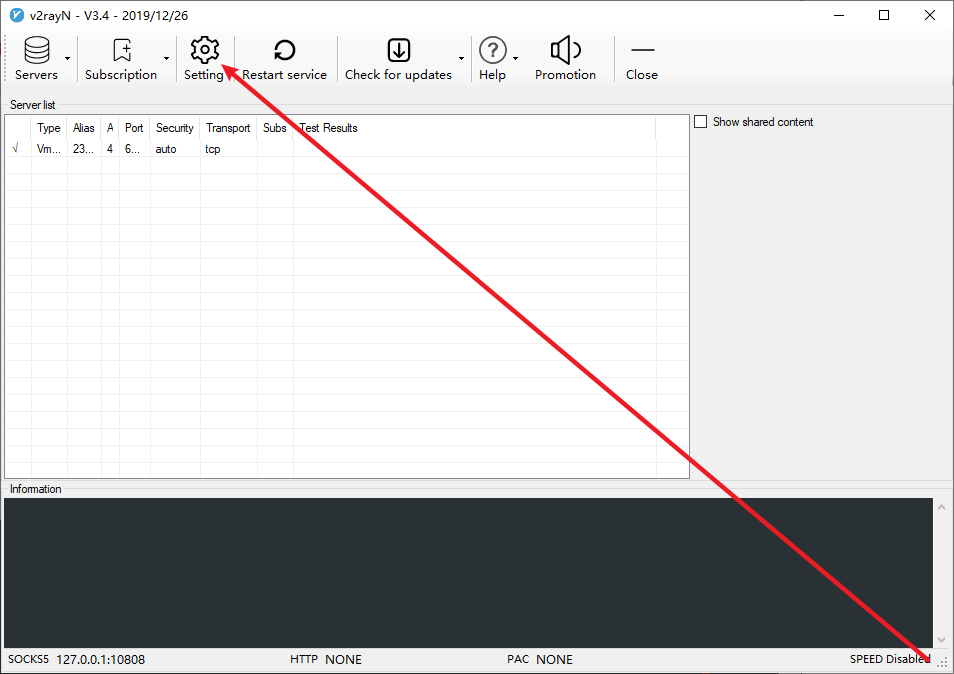 v2rayN - V3.4 - 2019/12/26
Servers Subscription Setting Restart service Check for updates Help Promotion Close
Server list
Type Alias A Port Security Transport Subs Test Results
√ Vm... 23... 4 6... auto tcp
Show shared content
Information
SOCKS5 127.0.0.1:10808 HTTP NONE PAC NONE SPEED Disabled